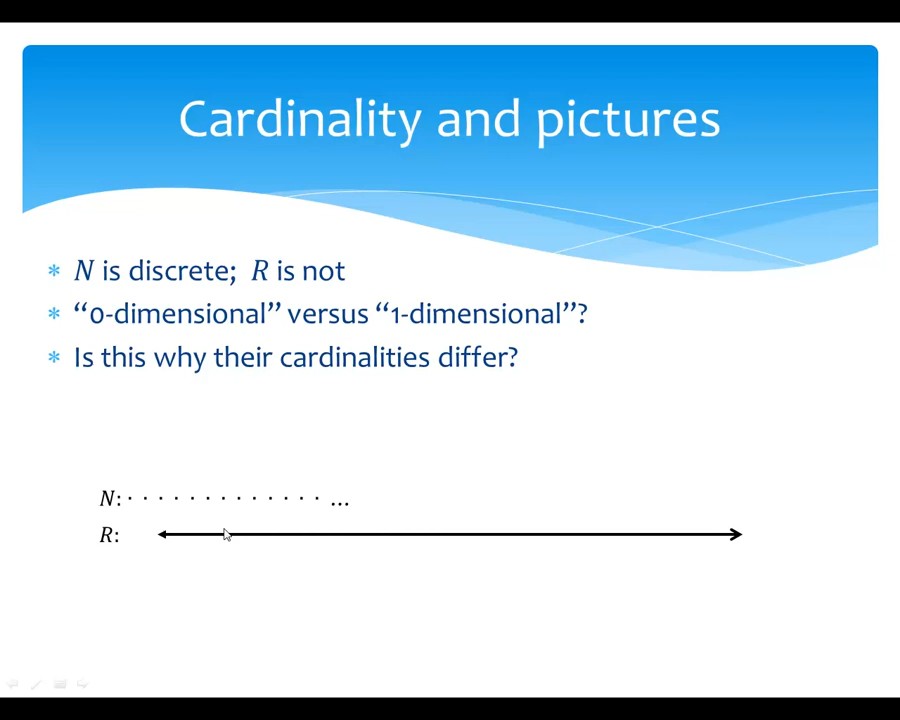 Cardinality and pictures
* N is discrete; R is not
* “0-dimensional” versus “1-dimensional”?
* Is this why their cardinalities differ?
N: · · · · · · · · · · · · · ...
R: